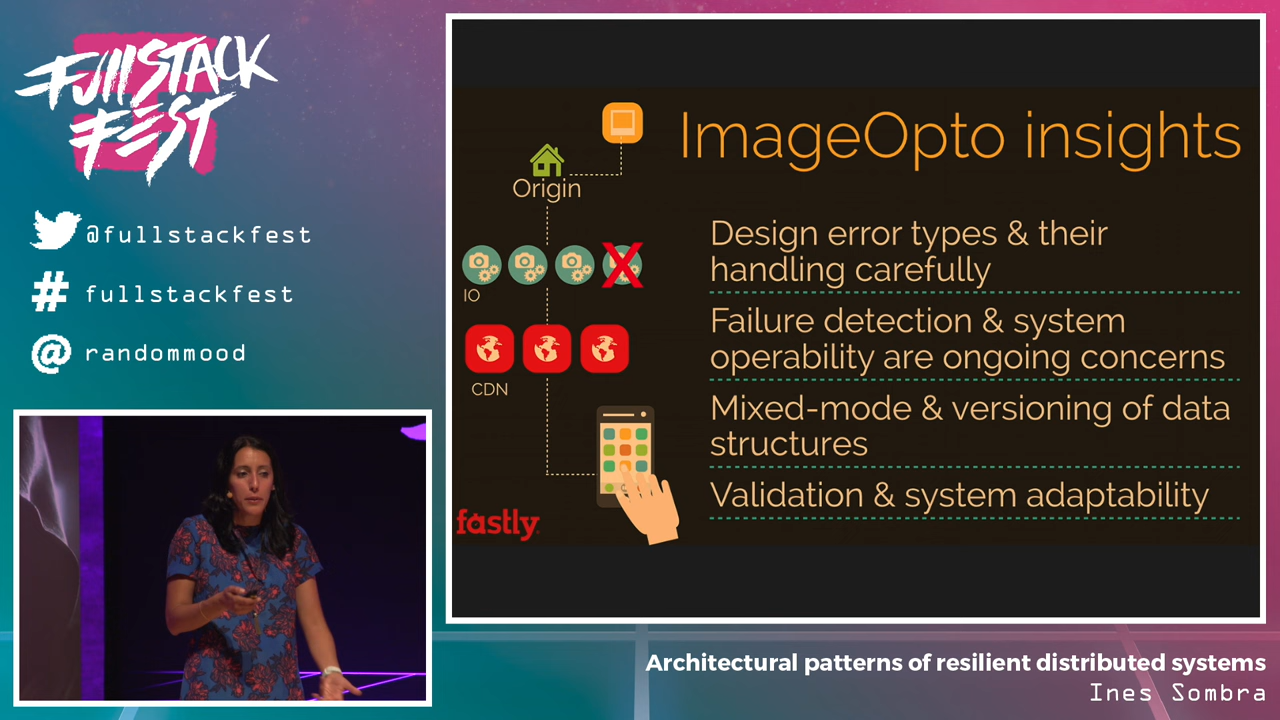 FullSTACK
FEST
@fullstackfest
# fullstackfest
@ randommood
ImageOpto insights
Origin
IO
CDN
fastly
Design error types & their
handling carefully
Failure detection & system
operability are ongoing concerns
Mixed-mode & versioning of data
structures
Validation & system adaptability
Architectural patterns of resilient distributed systems
Ines Sombra